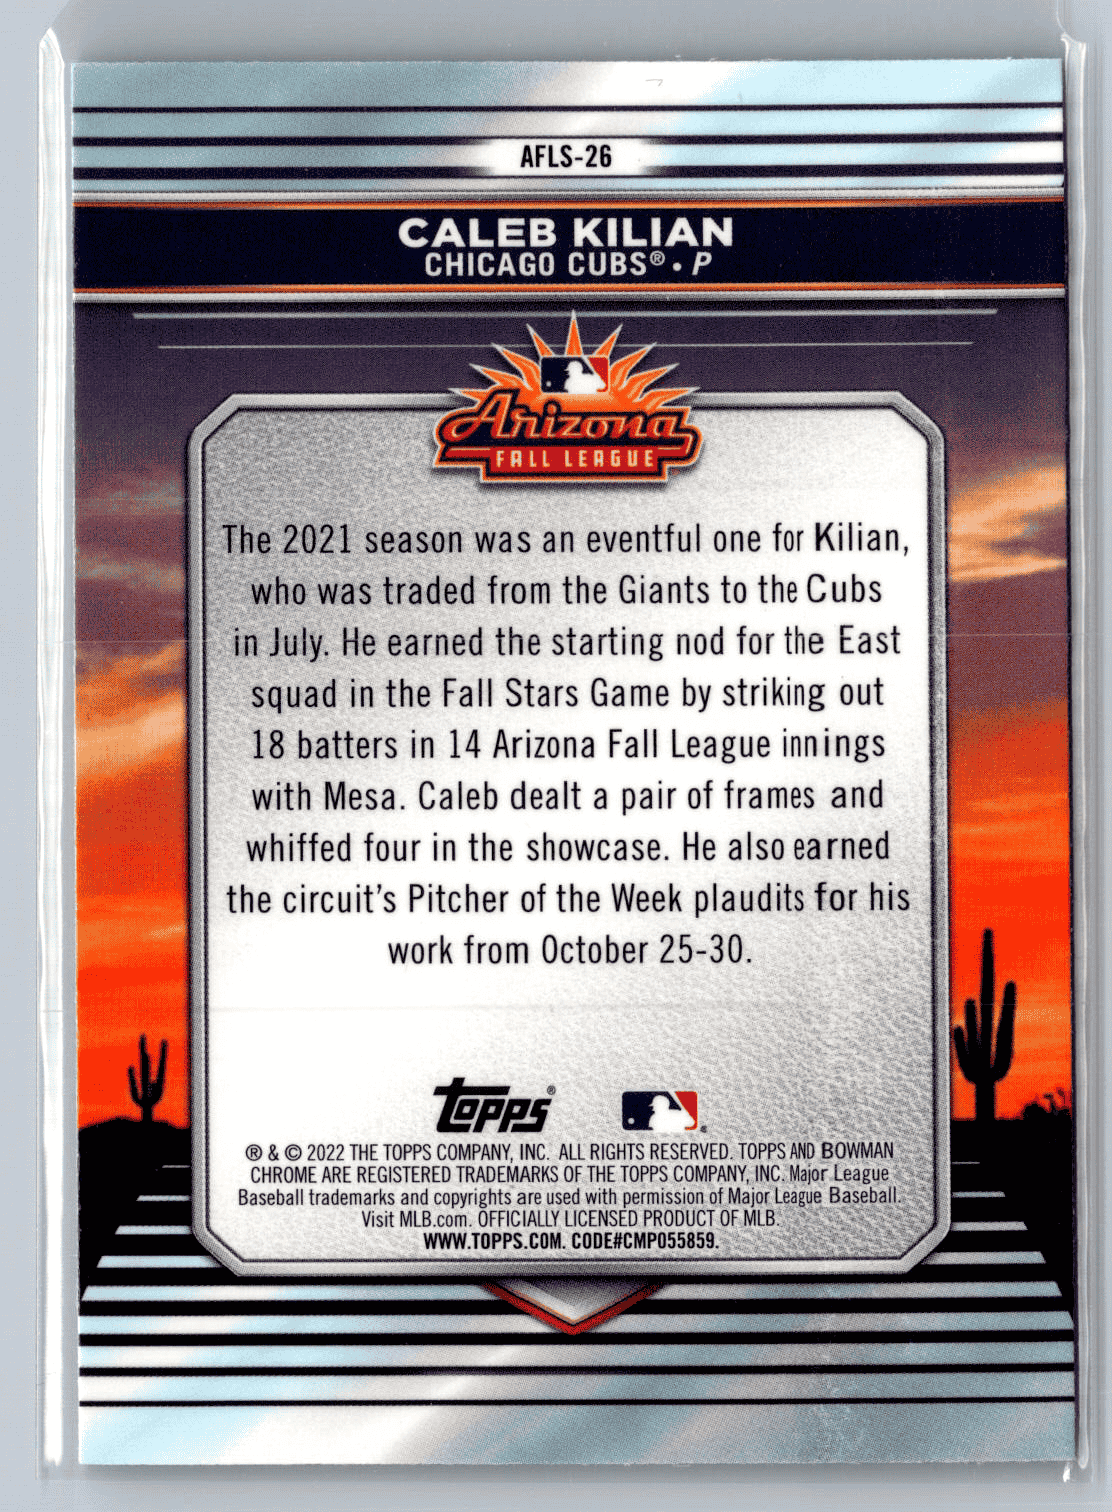 AFLS-26
CALEB KILIAN
CHICAGO CUBS® • P
Arizona
FALL LEAGUE
The 2021 season was an eventful one for Kilian,
who was traded from the Giants to the Cubs
in July. He earned the starting nod for the East
squad in the Fall Stars Game by striking out
18 batters in 14 Arizona Fall League innings
with Mesa. Caleb dealt a pair of frames and
whiffed four in the showcase. He also earned
the circuit's Pitcher of the Week plaudits for his
work from October 25-30.
topps®
® & © 2022 THE TOPPS COMPANY, INC. ALL RIGHTS RESERVED. TOPPS AND BOWMAN
CHROME ARE REGISTERED TRADEMARKS OF THE TOPPS COMPANY, INC. Major League
Baseball trademarks and copyrights are used with permission of Major League Baseball.
Visit MLB.com. OFFICIALLY LICENSED PRODUCT OF MLB.
WWW.TOPPS.COM. CODE#CMP055859.